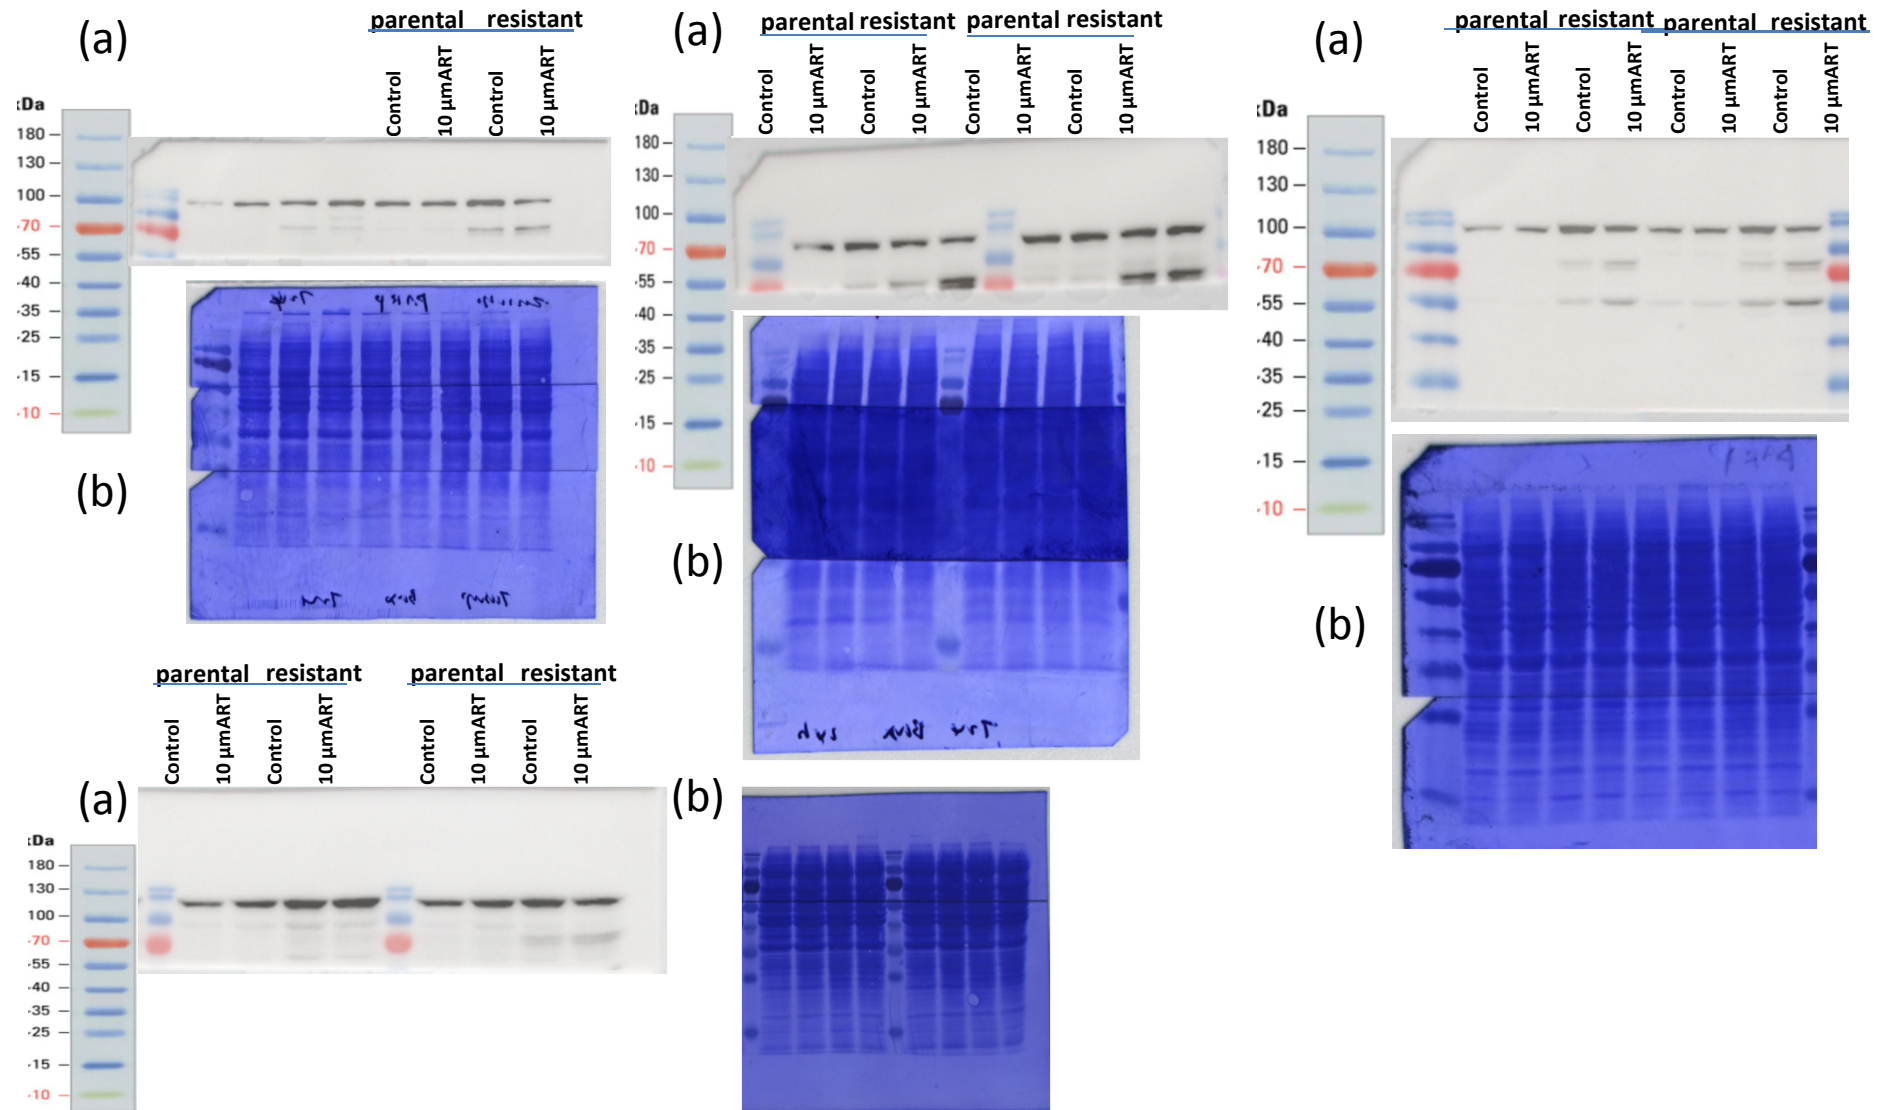 (a)
parental resistant
Control
10 µmART
Control
10 µmART
kDa
180
130
100
70
55
40
35
25
15
10
(b)
(a)
parental resistant parental resistant
Control
10 µmART
Control
10 µmART
Control
10 µmART
Control
10 µmART
kDa
180
130
100
70
55
40
35
25
15
10
(b)
(a)
parental resistant parental resistant
Control
10 µmART
Control
10 µmART
Control
10 µmART
Control
10 µmART
kDa
180
130
100
70
55
40
35
25
15
10
(b)
parental resistant
parental resistant
Control
10 µmART
Control
10 µmART
Control
10 µmART
Control
10 µmART
(a)
kDa
180
130
100
70
55
40
35
25
15
10
(b)